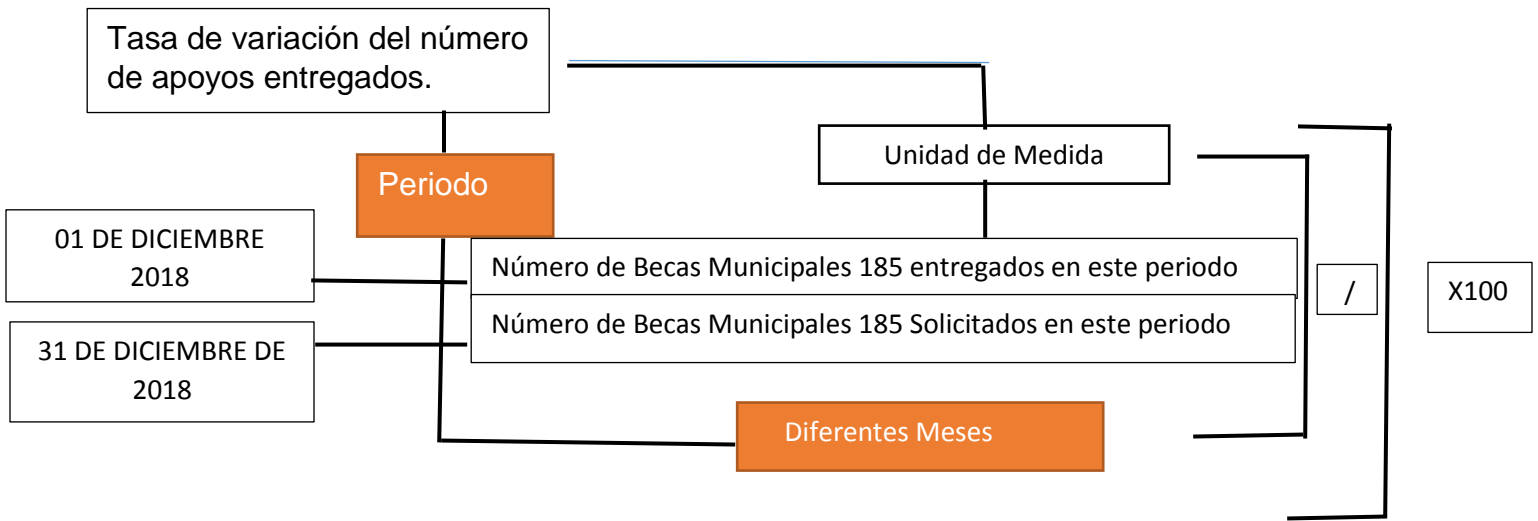 Tasa de variación del número
de apoyos entregados.
Unidad de Medida
Periodo
01 DE DICIEMBRE
2018
Número de Becas Municipales 185 entregados en este periodo
/
X100
Número de Becas Municipales 185 Solicitados en este periodo
31 DE DICIEMBRE DE
2018
Diferentes Meses